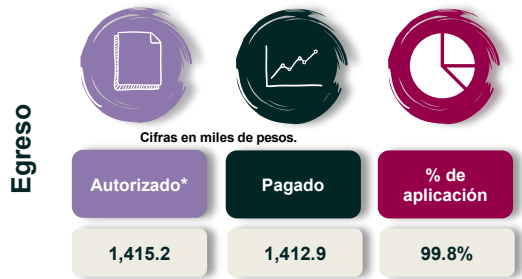 Egreso
Cifras en miles de pesos.
Autorizado*
Pagado
% de
aplicación
1,415.2
1,412.9
99.8%